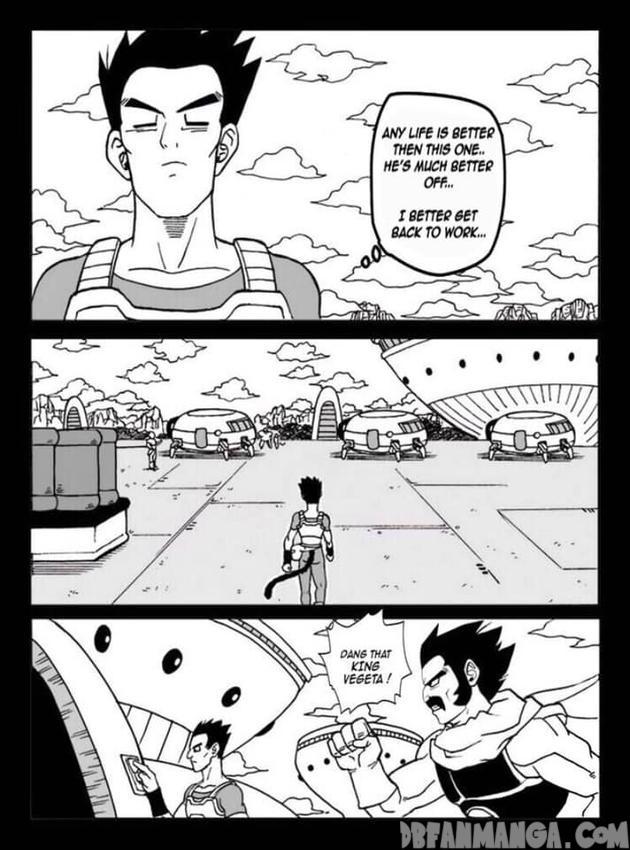 ANY LIFE IS BETTER
THEN THIS ONE..
HE'S MUCH BETTER
OFF...
I BETTER GET
BACK TO WORK...
DANG THAT
KING
VEGETA !
DBFANMANGA.COM